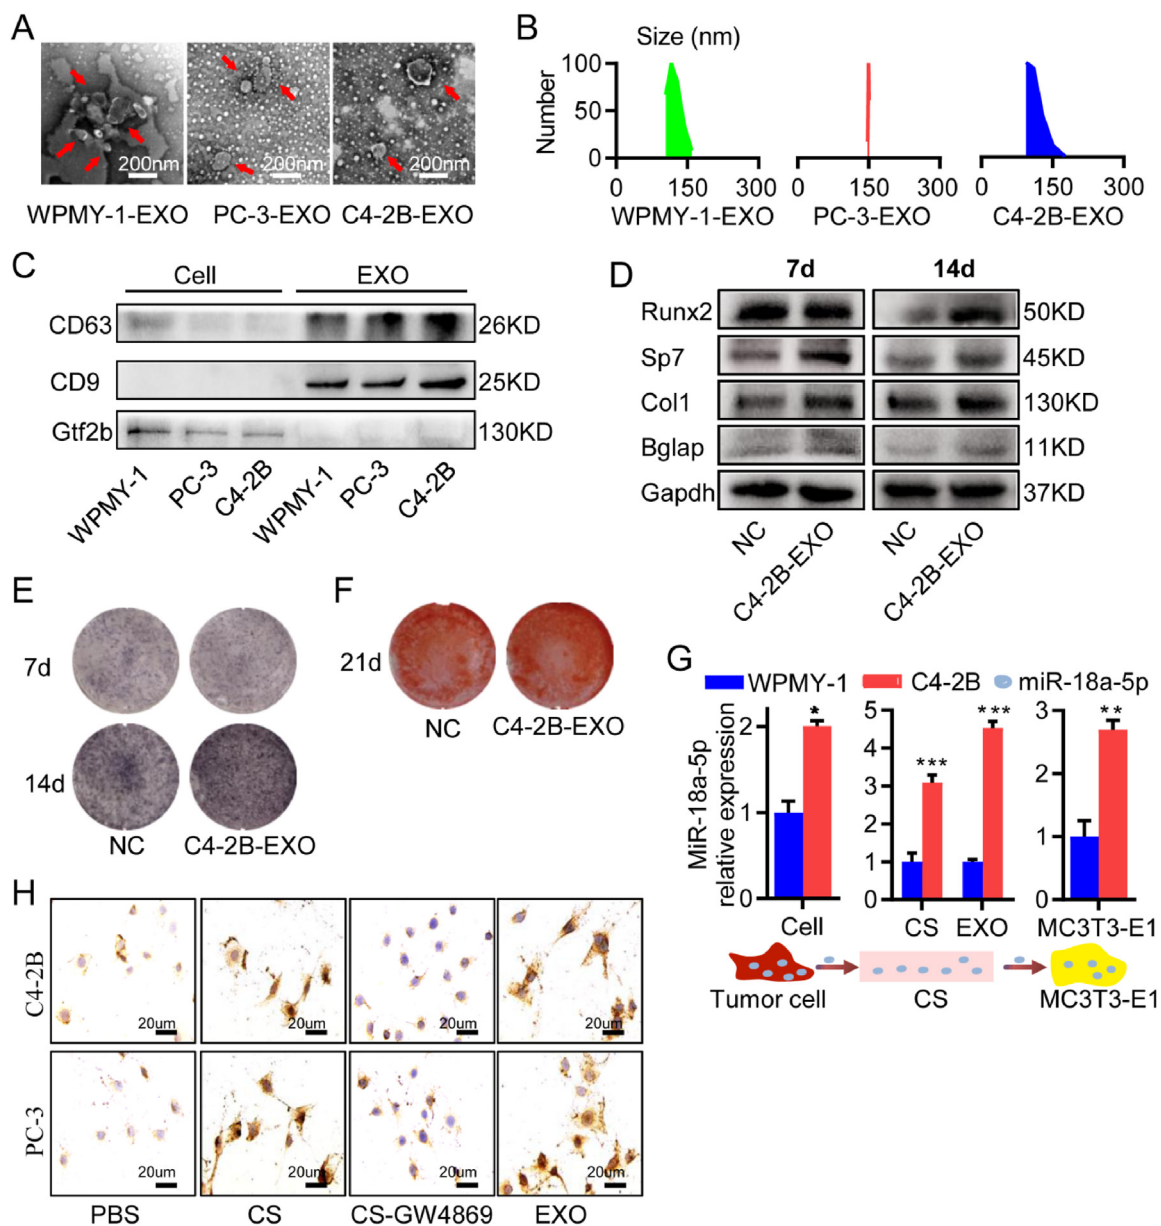 A
200nm 200nm 200nm
WPMY-1-EXO PC-3-EXO C4-2B-EXO
B
Size (nm)
Number
100
50
0
0 150 300 0 150 300 0 150 300
WPMY-1-EXO PC-3-EXO C4-2B-EXO
C
Cell EXO
CD63 26KD
CD9 25KD
Gtf2b 130KD
WPMY-1 PC-3 C4-2B WPMY-1 PC-3 C4-2B
D
7d 14d
Runx2 50KD
Sp7 45KD
Col1 130KD
Bglap 11KD
Gapdh 37KD
NC C4-2B-EXO NC C4-2B-EXO
E
7d
14d
NC C4-2B-EXO
F
21d
NC C4-2B-EXO
G
WPMY-1 C4-2B miR-18a-5p
MiR-18a-5p
relative expression
2
1
0
*
Cell
5
4
3
2
1
0
*** ***
CS EXO
3
2
1
0
**
MC3T3-E1
Tumor cell CS MC3T3-E1
H
C4-2B
20um 20um 20um 20um
PC-3
20um 20um 20um 20um
PBS CS CS-GW4869 EXO